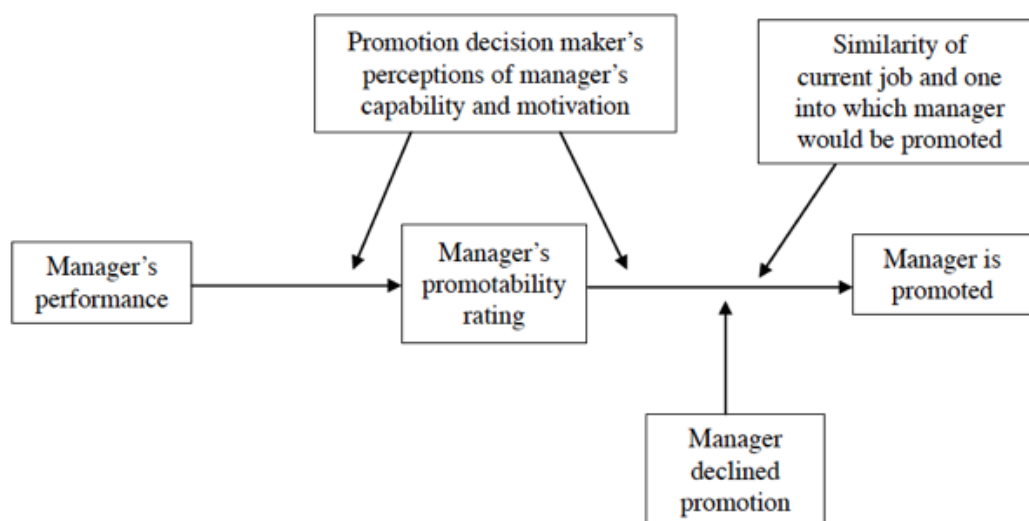 Promotion decision maker's
perceptions of manager's
capability and motivation
Similarity of
current job and one
into which manager
would be promoted
Manager's
performance
Manager's
promotability
rating
Manager is
promoted
Manager
declined
promotion